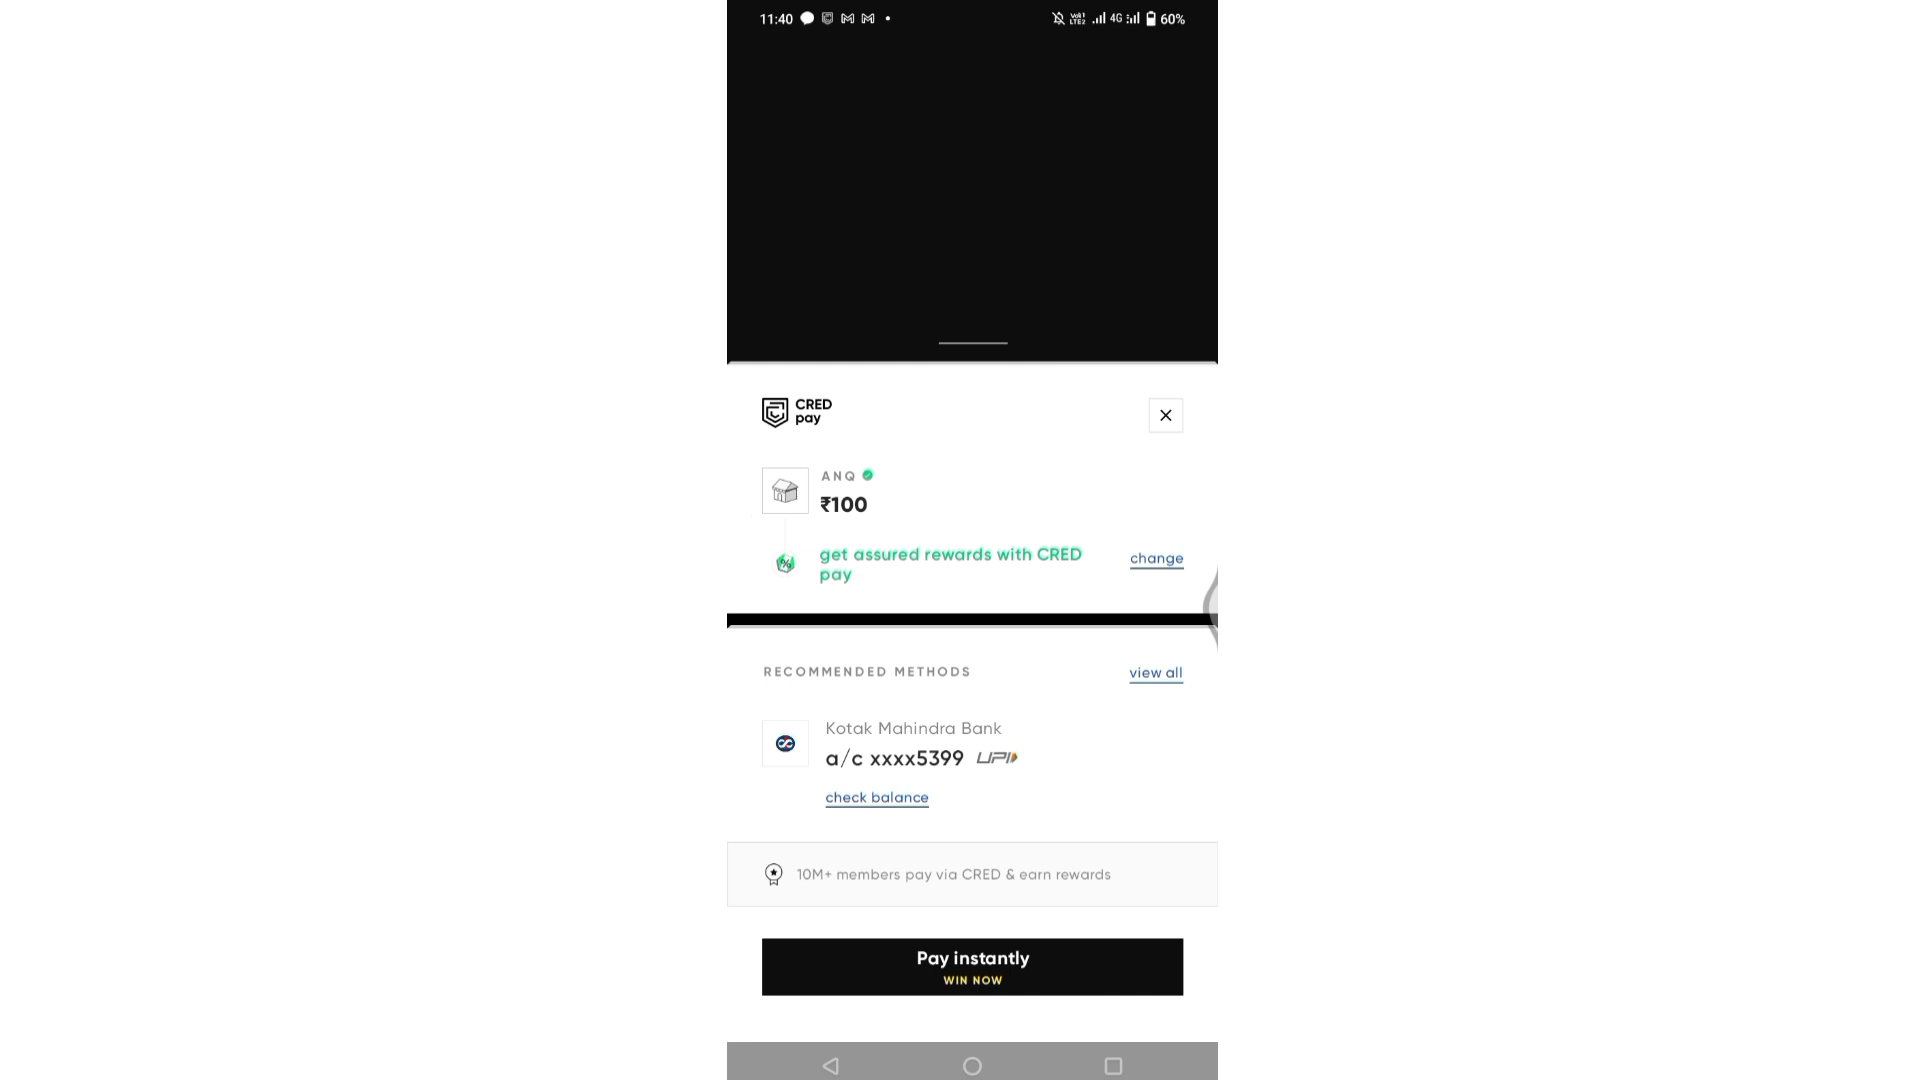 11:40
4G 60%
CRED
pay
ANQ
₹100
get assured rewards with CRED
pay
change
RECOMMENDED METHODS
view all
Kotak Mahindra Bank
a/c xxxx5399 UPI
check balance
10M+ members pay via CRED & earn rewards
Pay instantly
WIN NOW